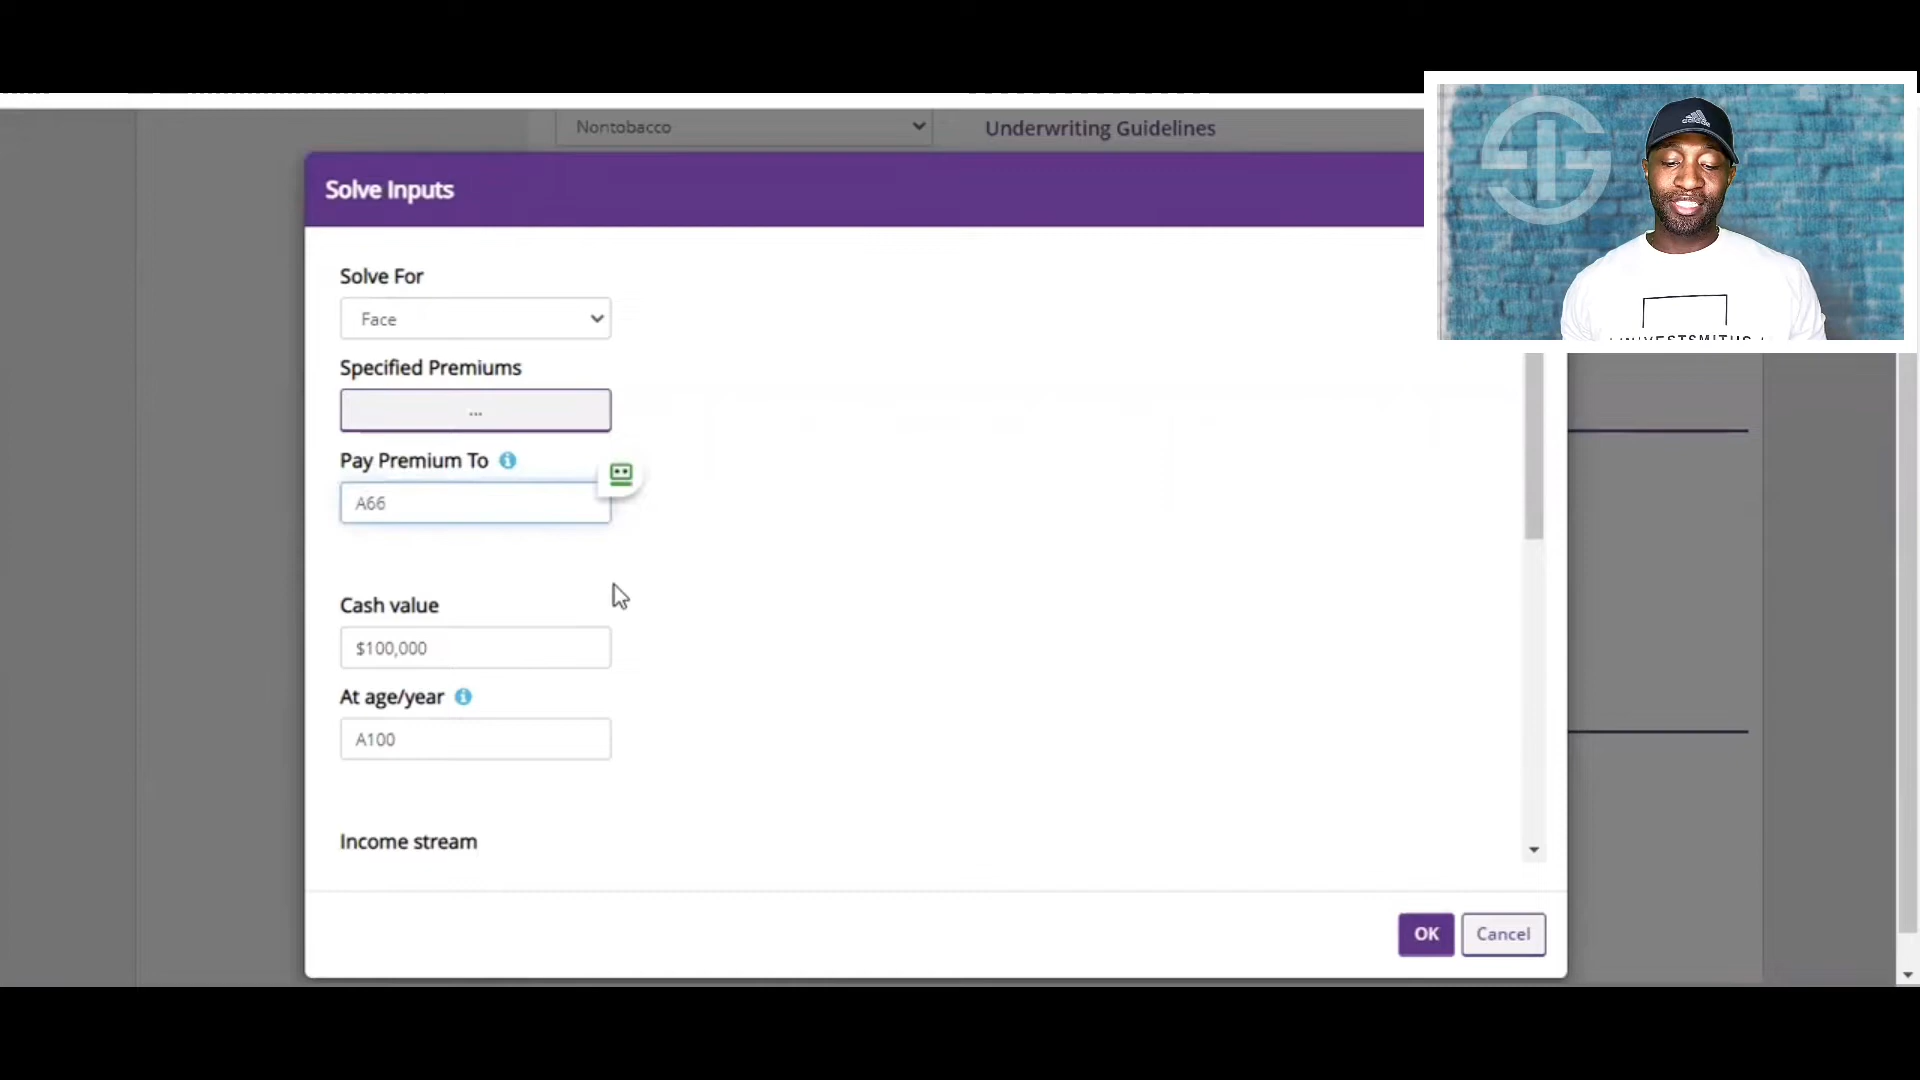 Nontobacco
Underwriting Guidelines
Solve Inputs
adidas
Solve For
Face
Specified Premiums
...
Pay Premium To
A66
Cash value
$100,000
At age/year
A100
Income stream
OK
Cancel